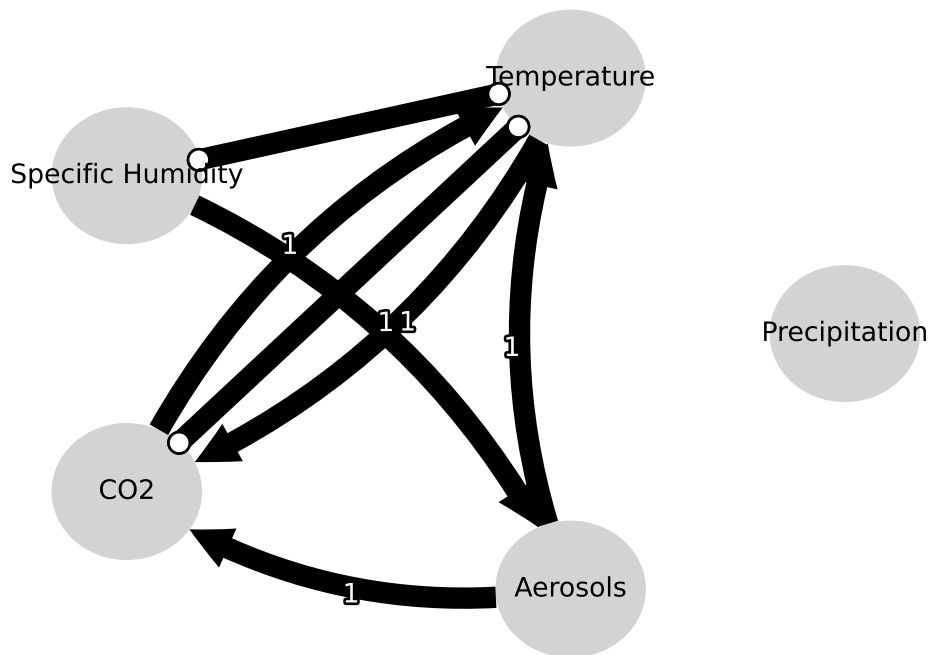 Temperature
Specific Humidity
1
1 1
Precipitation
1
CO2
Aerosols
1